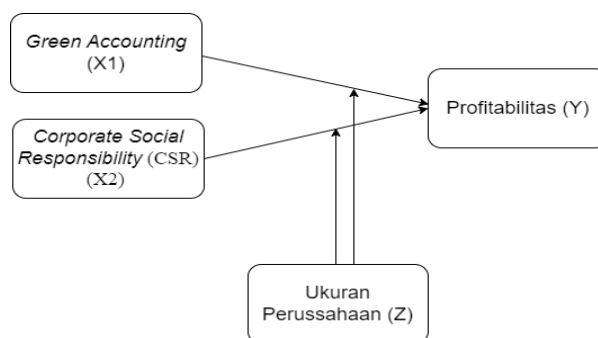 Green Accounting
(X1)
Profitabilitas (Y)
Corporate Social
Responsibility (CSR)
(X2)
Ukuran
Perussahaan (Z)